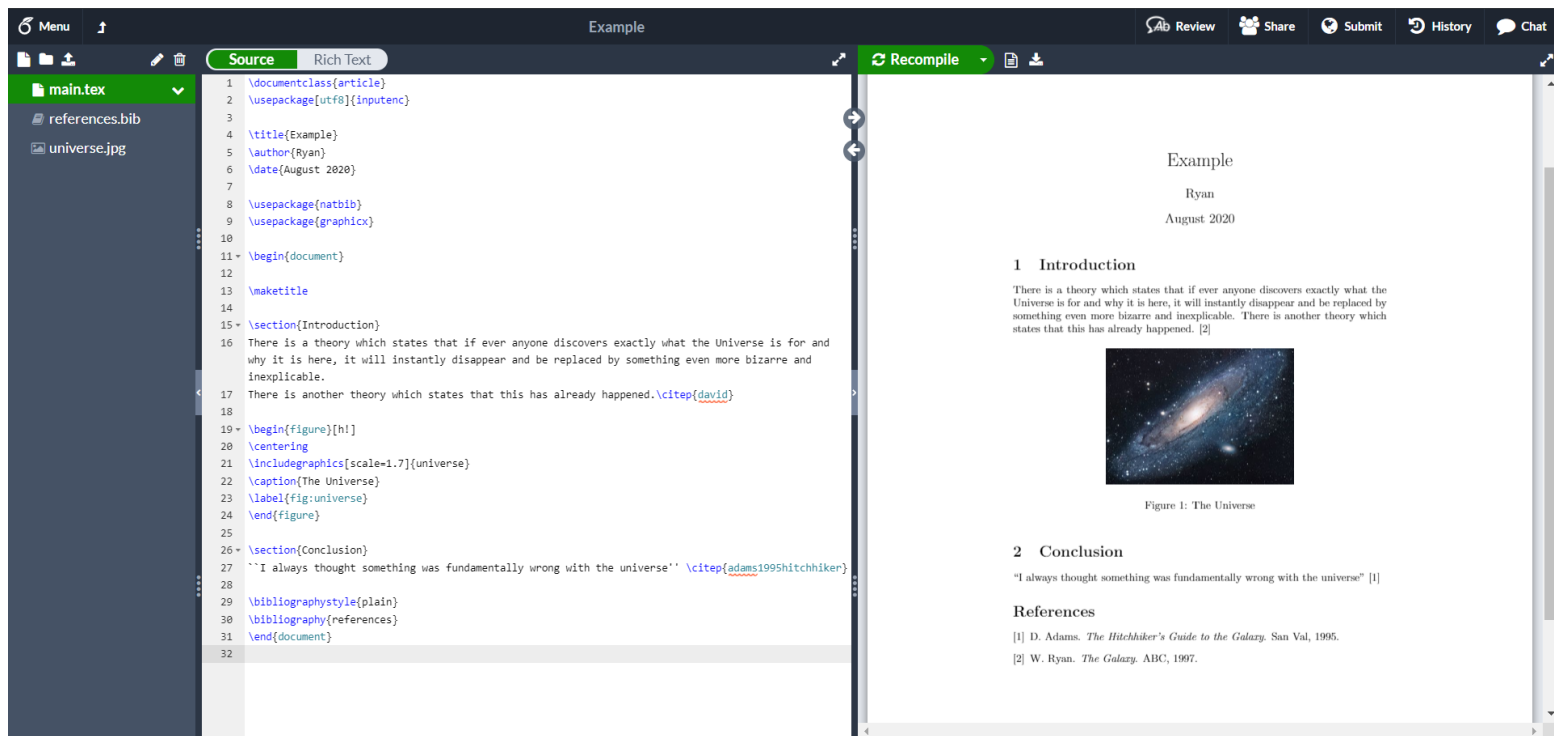 Menu
Example
Review
Share
Submit
History
Chat
Source
Rich Text
Recompile
main.tex
references.bib
universe.jpg
1 \documentclass{article}
2 \usepackage[utf8]{inputenc}
3
4 \title{Example}
5 \author{Ryan}
6 \date{August 2020}
7
8 \usepackage{natbib}
9 \usepackage{graphicx}
10
11 \begin{document}
12
13 \maketitle
14
15 \section{Introduction}
16 There is a theory which states that if ever anyone discovers exactly what the Universe is for and
why it is here, it will instantly disappear and be replaced by something even more bizarre and
inexplicable.
17 There is another theory which states that this has already happened.\citep{david}
18
19 \begin{figure}[h!]
20 \centering
21 \includegraphics[scale=1.7]{universe}
22 \caption{The Universe}
23 \label{fig:universe}
24 \end{figure}
25
26 \section{Conclusion}
27 ``I always thought something was fundamentally wrong with the universe'' \citep{adams1995hitchhiker}
28
29 \bibliographystyle{plain}
30 \bibliography{references}
31 \end{document}
32
Example
Ryan
August 2020
1 Introduction
There is a theory which states that if ever anyone discovers exactly what the
Universe is for and why it is here, it will instantly disappear and be replaced by
something even more bizarre and inexplicable. There is another theory which
states that this has already happened. [2]
Figure 1: The Universe
2 Conclusion
“I always thought something was fundamentally wrong with the universe” [1]
References
[1] D. Adams. The Hitchhiker's Guide to the Galaxy. San Val, 1995.
[2] W. Ryan. The Galaxy. ABC, 1997.